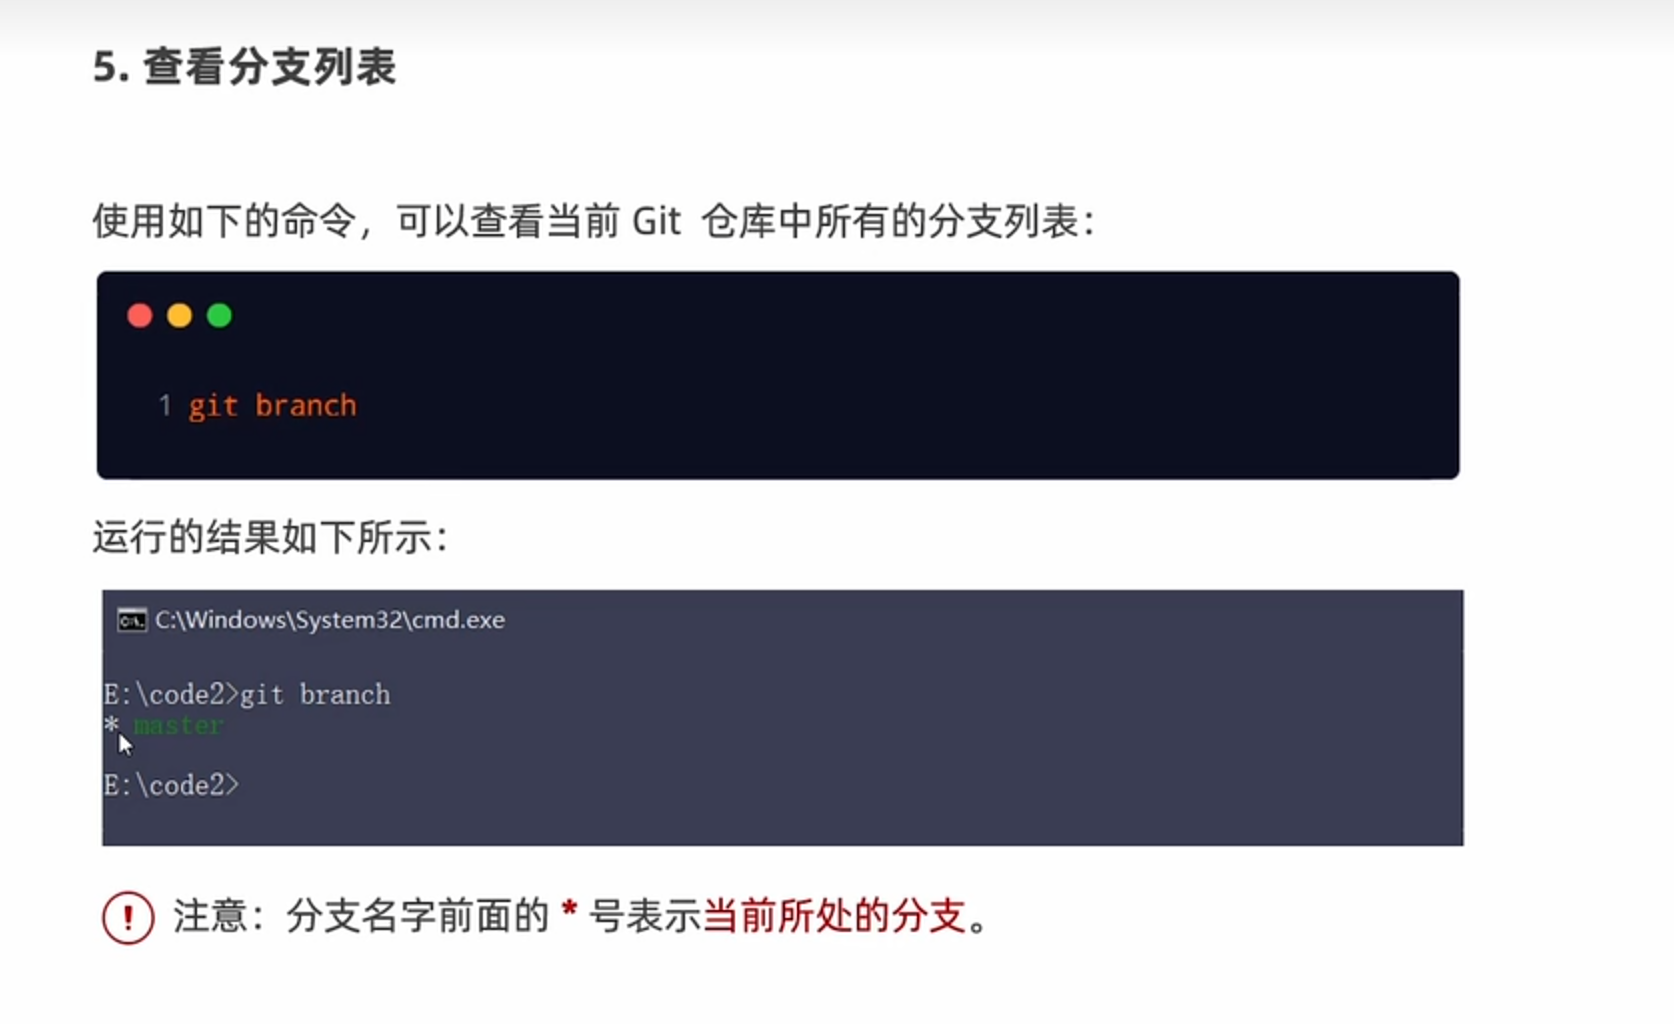 5. 查看分支列表
使用如下的命令，可以查看当前 Git 仓库中所有的分支列表：
1 git branch
运行的结果如下所示：
C:\Windows\System32\cmd.exe
E:\code2>git branch
* master
E:\code2>
注意：分支名字前面的 * 号表示当前所处的分支。